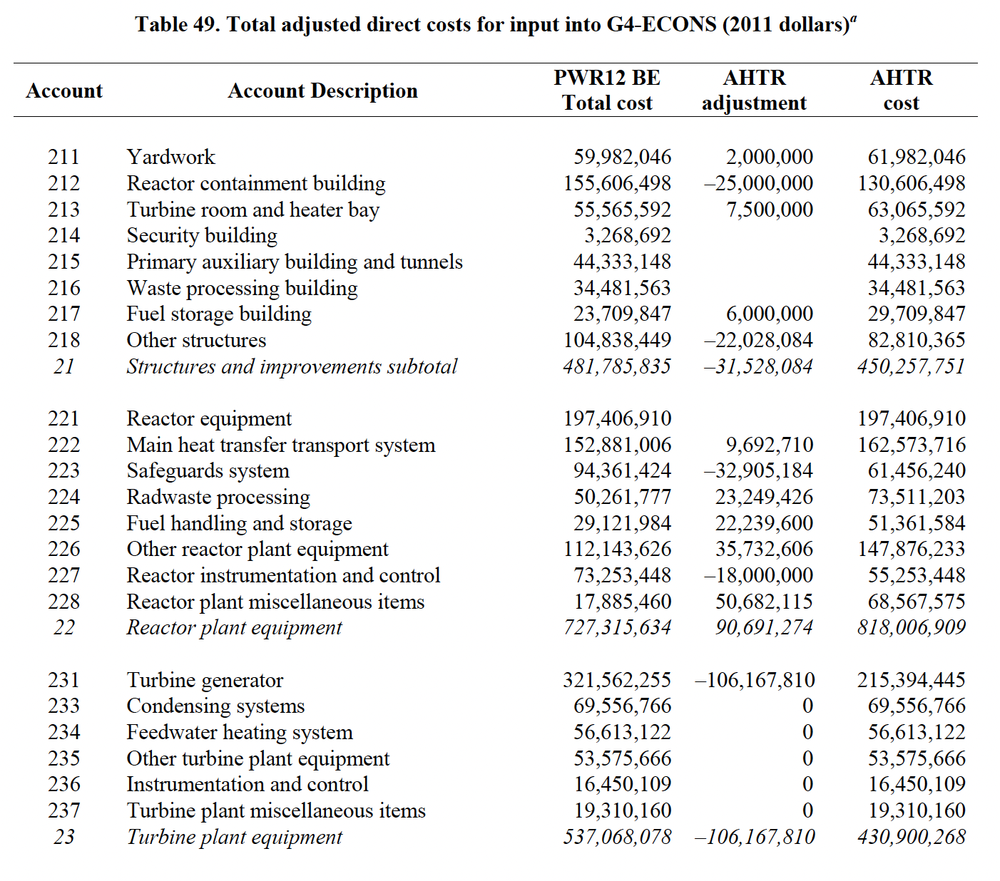 Table 49. Total adjusted direct costs for input into G4-ECONS (2011 dollars)a
Account Account Description PWR12 BE Total cost AHTR adjustment AHTR cost
211 Yardwork 59,982,046 2,000,000 61,982,046
212 Reactor containment building 155,606,498 –25,000,000 130,606,498
213 Turbine room and heater bay 55,565,592 7,500,000 63,065,592
214 Security building 3,268,692 3,268,692
215 Primary auxiliary building and tunnels 44,333,148 44,333,148
216 Waste processing building 34,481,563 34,481,563
217 Fuel storage building 23,709,847 6,000,000 29,709,847
218 Other structures 104,838,449 –22,028,084 82,810,365
21 Structures and improvements subtotal 481,785,835 –31,528,084 450,257,751
221 Reactor equipment 197,406,910 197,406,910
222 Main heat transfer transport system 152,881,006 9,692,710 162,573,716
223 Safeguards system 94,361,424 –32,905,184 61,456,240
224 Radwaste processing 50,261,777 23,249,426 73,511,203
225 Fuel handling and storage 29,121,984 22,239,600 51,361,584
226 Other reactor plant equipment 112,143,626 35,732,606 147,876,233
227 Reactor instrumentation and control 73,253,448 –18,000,000 55,253,448
228 Reactor plant miscellaneous items 17,885,460 50,682,115 68,567,575
22 Reactor plant equipment 727,315,634 90,691,274 818,006,909
231 Turbine generator 321,562,255 –106,167,810 215,394,445
233 Condensing systems 69,556,766 0 69,556,766
234 Feedwater heating system 56,613,122 0 56,613,122
235 Other turbine plant equipment 53,575,666 0 53,575,666
236 Instrumentation and control 16,450,109 0 16,450,109
237 Turbine plant miscellaneous items 19,310,160 0 19,310,160
23 Turbine plant equipment 537,068,078 –106,167,810 430,900,268